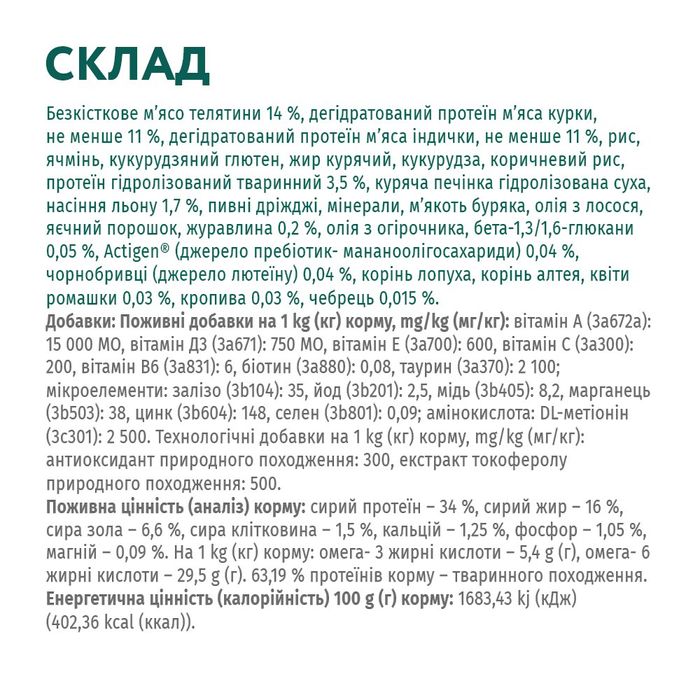 СКЛАД
Безкісткове м’ясо телятини 14 %, дегідратований протеїн м’яса курки,
не менше 11 %, дегідратований протеїн м’яса індички, не менше 11 %, рис,
ячмінь, кукурудзяний глютен, жир курячий, кукурудза, коричневий рис,
протеїн гідролізований тваринний 3,5 %, куряча печінка гідролізована суха,
насіння льону 1,7 %, пивні дріжджі, мінерали, м’якоть буряка, олія з лосося,
яєчний порошок, журавлина 0,2 %, олія з огірочника, бета-1,3/1,6-глюкани
0,05 %, Actigen® (джерело пребіотик- мананоолігосахариди) 0,04 %,
чорнобривці (джерело лютеїну) 0,04 %, корінь лопуха, корінь алтея, квіти
ромашки 0,03 %, кропива 0,03 %, чебрець 0,015 %.
Добавки: Поживні добавки на 1 kg (кг) корму, mg/kg (мг/кг): вітамін А (3а672а):
15 000 МО, вітамін Д3 (3а671): 750 МО, вітамін Е (3а700): 600, вітамін С (3а300):
200, вітамін В6 (3а831): 6, біотин (3а880): 0,08, таурин (3а370): 2 100;
мікроелементи: залізо (3b104): 35, йод (3b201): 2,5, мідь (3b405): 8,2, марганець
(3b503): 38, цинк (3b604): 148, селен (3b801): 0,09; амінокислота: DL-метіонін
(3с301): 2 500. Технологічні добавки на 1 kg (кг) корму, mg/kg (мг/кг):
антиоксидант природного походження: 300, екстракт токоферолу
природного походження: 500.
Поживна цінність (аналіз) корму: сирий протеїн – 34 %, сирий жир – 16 %,
сира зола – 6,6 %, сира клітковина – 1,5 %, кальцій – 1,25 %, фосфор – 1,05 %,
магній – 0,09 %. На 1 kg (кг) корму: омега- 3 жирні кислоти – 5,4 g (г), омега- 6
жирні кислоти – 29,5 g (г). 63,19 % протеїнів корму – тваринного походження.
Енергетична цінність (калорійність) 100 g (г) корму: 1683,43 kj (кДж)
(402,36 kcal (ккал)).